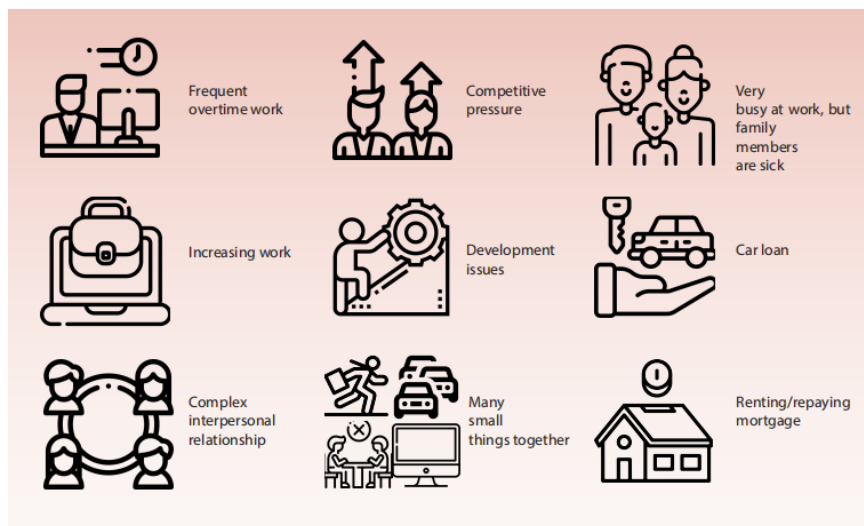 Frequent
overtime work
Competitive
pressure
Very
busy at work, but
family
members
are sick
Increasing work
Development
issues
Car loan
Complex
interpersonal
relationship
Many
small
things together
Renting/repaying
mortgage